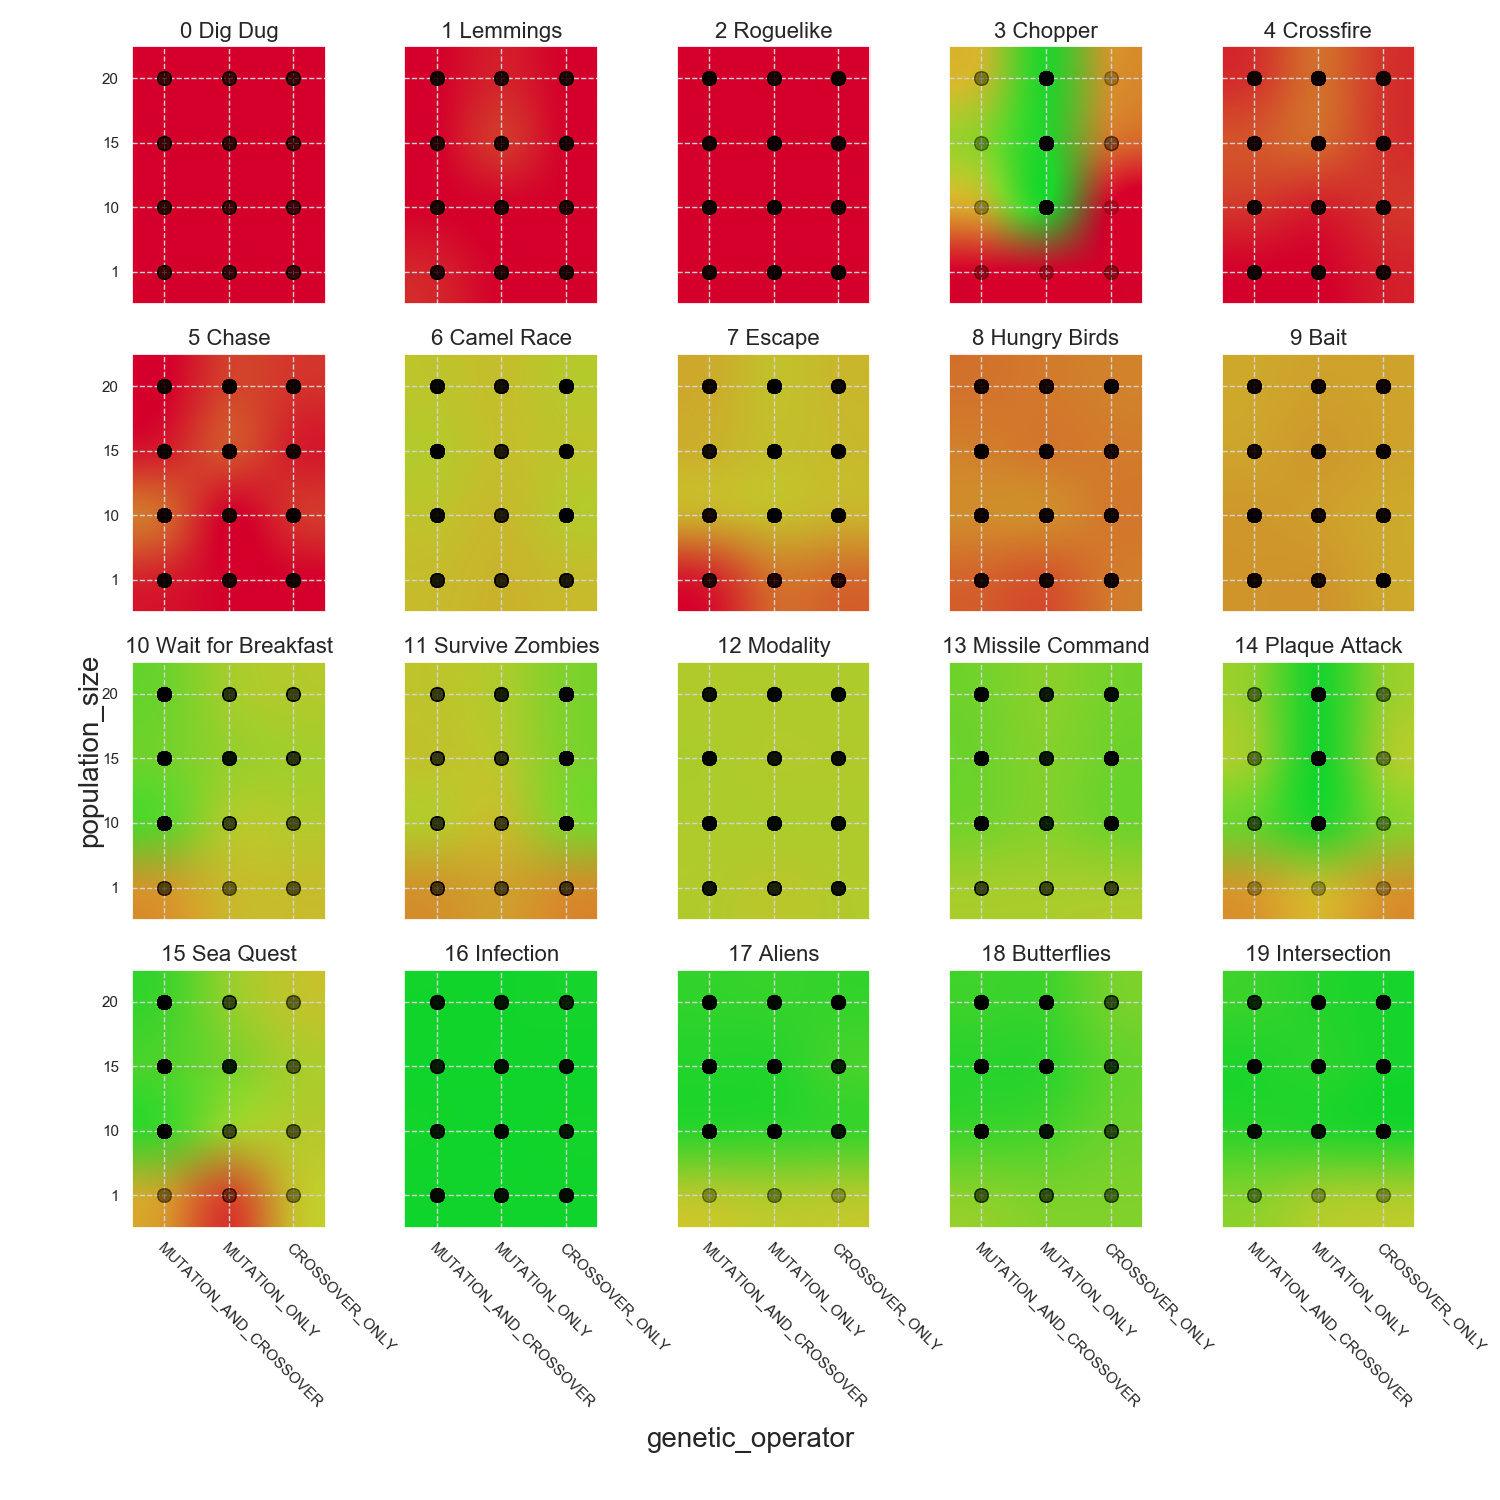 0 Dig Dug
1 Lemmings
2 Roguelike
3 Chopper
4 Crossfire
20
15
10
1
5 Chase
6 Camel Race
7 Escape
8 Hungry Birds
9 Bait
20
15
10
1
10 Wait for Breakfast
11 Survive Zombies
12 Modality
13 Missile Command
14 Plaque Attack
20
15
10
1
population_size
15 Sea Quest
16 Infection
17 Aliens
18 Butterflies
19 Intersection
20
15
10
1
MUTATION_AND_CROSSOVER
MUTATION_ONLY
CROSSOVER_ONLY
MUTATION_AND_CROSSOVER
MUTATION_ONLY
CROSSOVER_ONLY
MUTATION_AND_CROSSOVER
MUTATION_ONLY
CROSSOVER_ONLY
MUTATION_AND_CROSSOVER
MUTATION_ONLY
CROSSOVER_ONLY
MUTATION_AND_CROSSOVER
MUTATION_ONLY
CROSSOVER_ONLY
genetic_operator